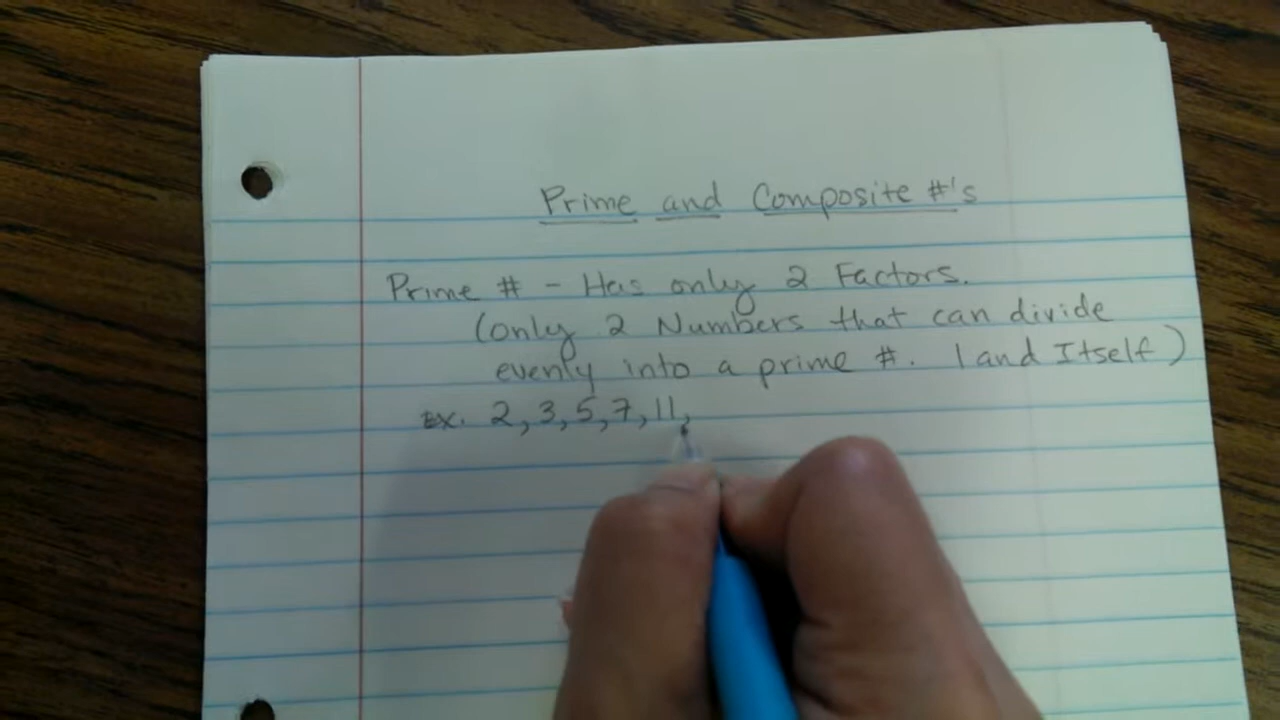 Prime and Composite #'s
Prime # - Has only 2 Factors.
(only 2 Numbers that can divide
evenly into a prime #. 1 and Itself)
Ex. 2, 3, 5, 7, 11,